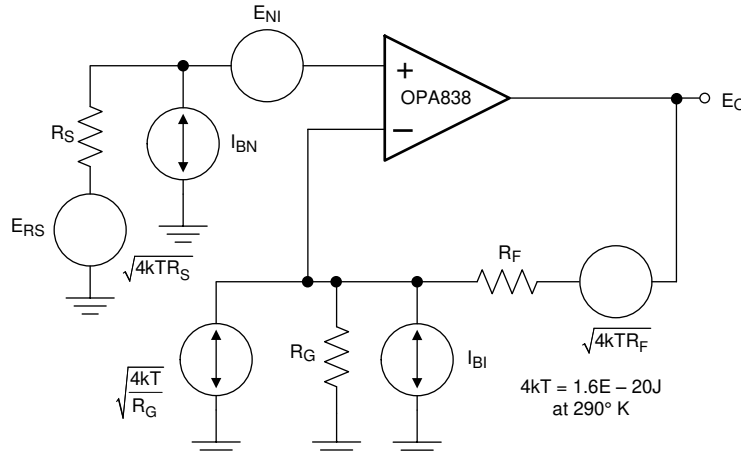 E_NI
+
OPA838
−
E_O
R_S
I_BN
E_RS
√4kTR_S
R_F
√4kTR_F
√4kT/R_G
R_G
I_BI
4kT = 1.6E – 20J
at 290° K